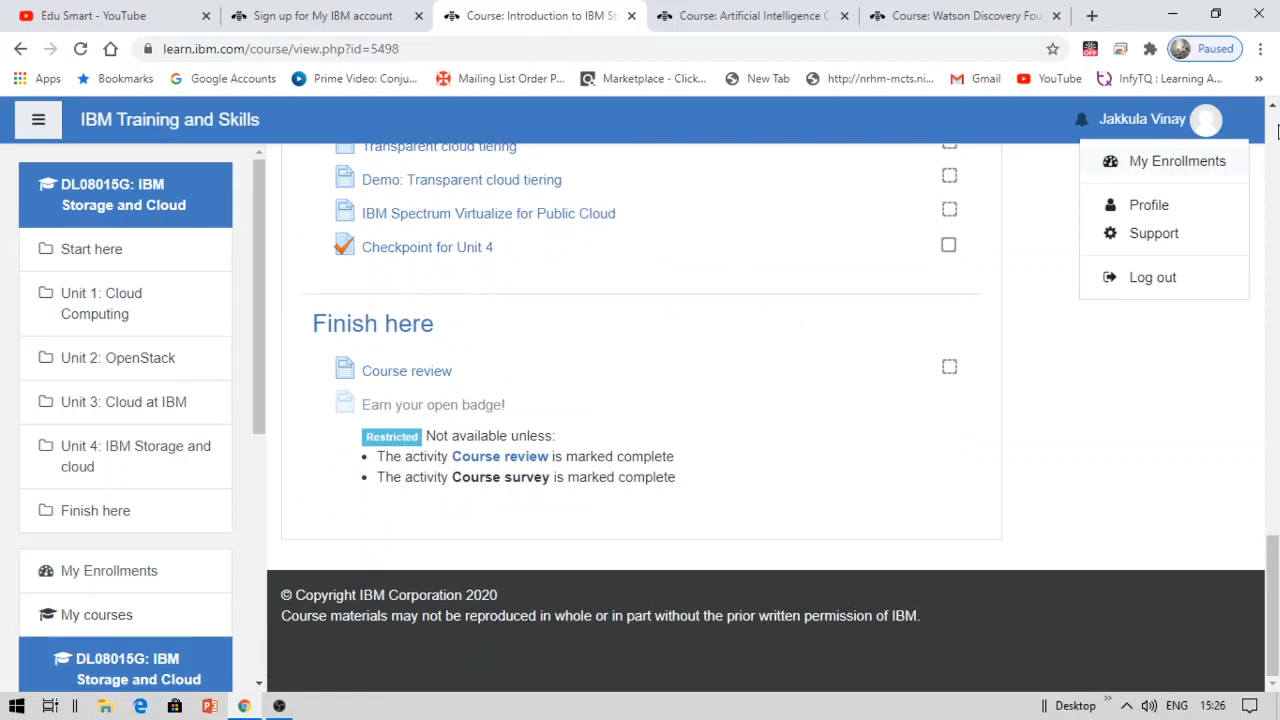 Edu Smart - YouTube
Sign up for My IBM account
Course: Introduction to IBM St
Course: Artificial Intelligence C
Course: Watson Discovery Fou
learn.ibm.com/course/view.php?id=5498
OFF
Paused
Apps
Bookmarks
Google Accounts
Prime Video: Conju...
Mailing List Order P...
Marketplace - Click...
New Tab
http://nrhm-mcts.ni...
Gmail
YouTube
InfyTQ : Learning A...
IBM Training and Skills
Jakkula Vinay
My Enrollments
Profile
Support
Log out
DL08015G: IBM
Storage and Cloud
Start here
Unit 1: Cloud
Computing
Unit 2: OpenStack
Unit 3: Cloud at IBM
Unit 4: IBM Storage and
cloud
Finish here
My Enrollments
My courses
DL08015G: IBM
Storage and Cloud
Transparent cloud tiering
Demo: Transparent cloud tiering
IBM Spectrum Virtualize for Public Cloud
Checkpoint for Unit 4
Finish here
Course review
Earn your open badge!
Restricted Not available unless:
• The activity Course review is marked complete
• The activity Course survey is marked complete
© Copyright IBM Corporation 2020
Course materials may not be reproduced in whole or in part without the prior written permission of IBM.
Desktop
ENG
15:26